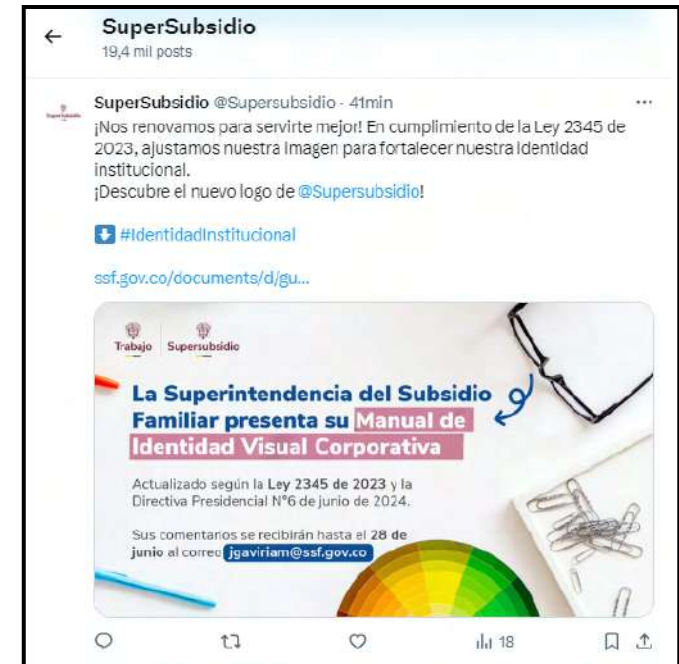 SuperSubsidio
19,4 mil posts
SuperSubsidio @Supersubsidio · 41min
¡Nos renovamos para servirte mejor! En cumplimiento de la Ley 2345 de
2023, ajustamos nuestra imagen para fortalecer nuestra identidad
institucional.
¡Descubre el nuevo logo de @Supersubsidio!
#IdentidadInstitucional
ssf.gov.co/documents/d/gu...
Trabajo Supersubsidio
La Superintendencia del Subsidio
Familiar presenta su Manual de
Identidad Visual Corporativa
Actualizado según la Ley 2345 de 2023 y la
Directiva Presidencial N°6 de junio de 2024.
Sus comentarios se recibirán hasta el 28 de
junio al correo jgaviriam@ssf.gov.co
18